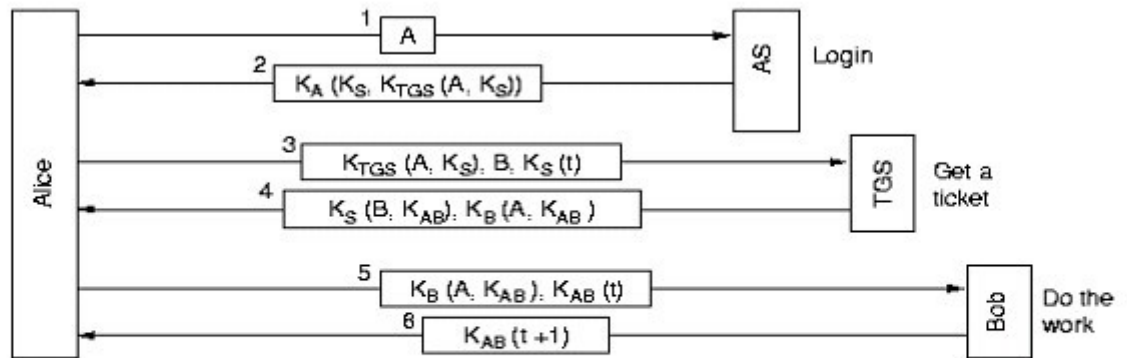 1
A
AS
Login
2
K_A (K_S, K_TGS (A, K_S))
Alice
3
K_TGS (A, K_S), B, K_S (t)
4
K_S (B, K_AB), K_B (A, K_AB )
TGS
Get a
ticket
5
K_B (A, K_AB), K_AB (t)
6
K_AB (t +1)
Bob
Do the
work